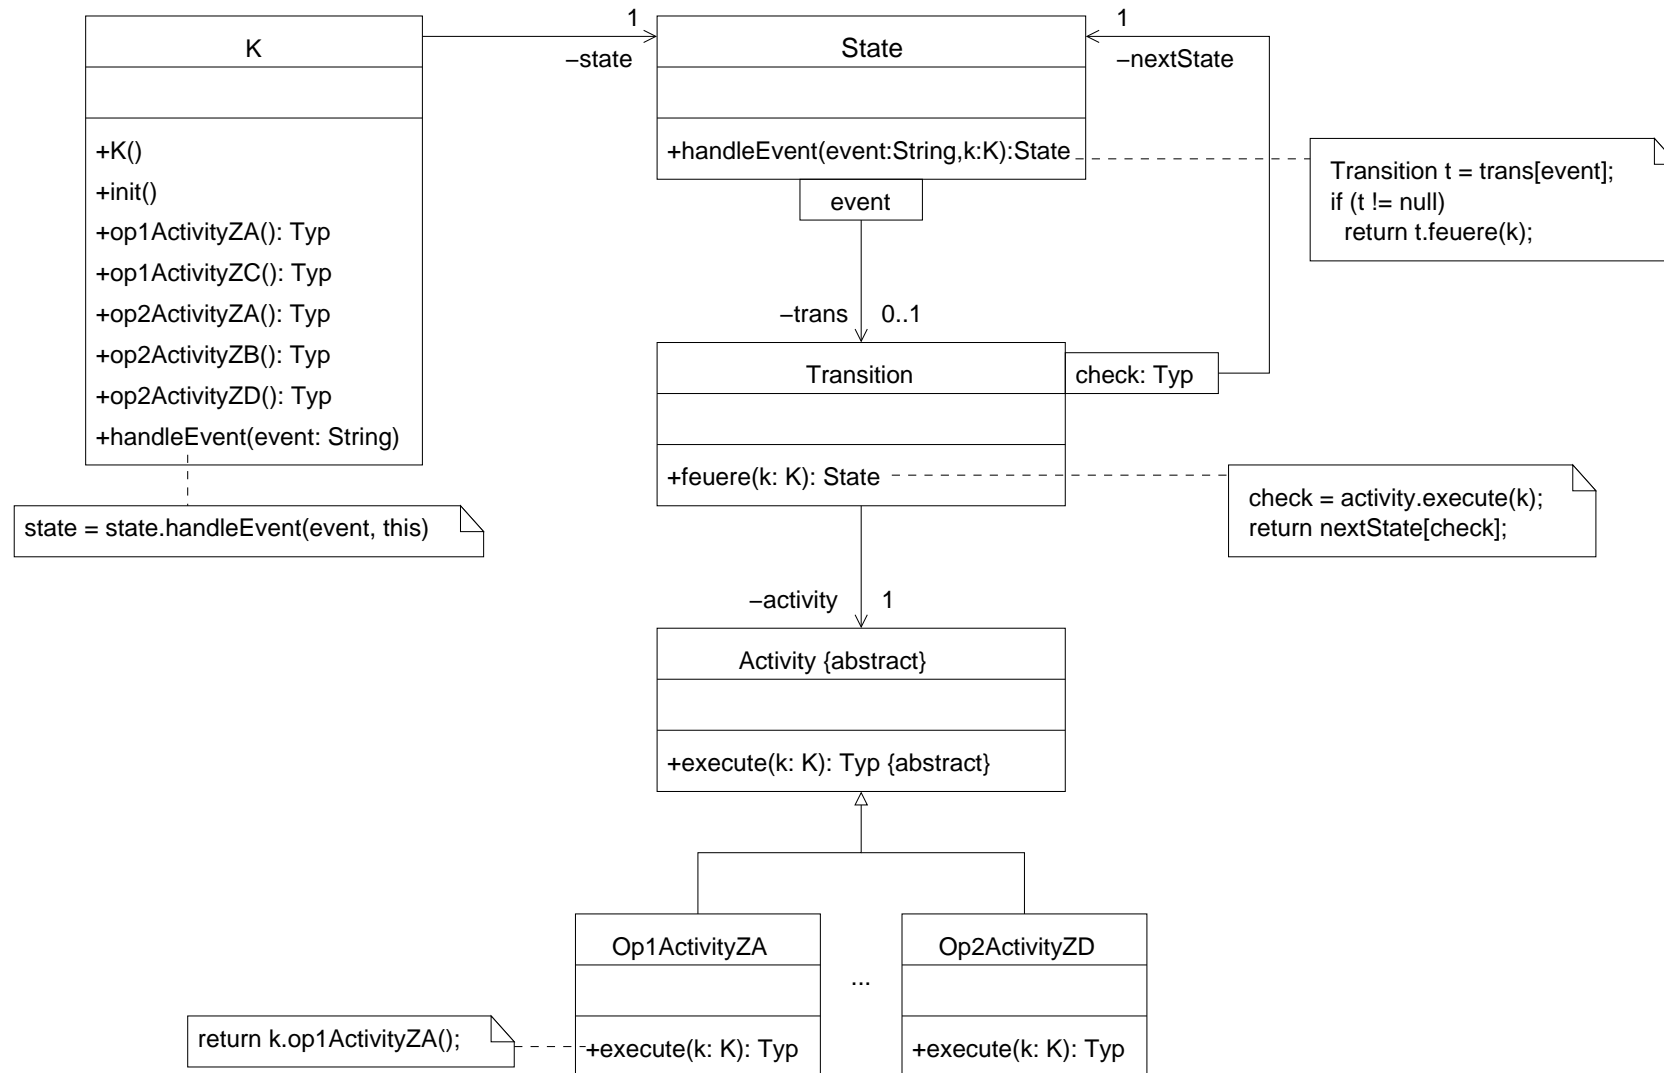 K
+K()
+init()
+op1ActivityZA(): Typ
+op1ActivityZC(): Typ
+op2ActivityZA(): Typ
+op2ActivityZB(): Typ
+op2ActivityZD(): Typ
+handleEvent(event: String)
state = state.handleEvent(event, this)
1
−state
State
+handleEvent(event:String,k:K):State
event
1
−nextState
Transition t = trans[event];
if (t != null)
return t.feuere(k);
−trans
0..1
Transition
check: Typ
+feuere(k: K): State
check = activity.execute(k);
return nextState[check];
−activity
1
Activity {abstract}
+execute(k: K): Typ {abstract}
Op1ActivityZA
+execute(k: K): Typ
return k.op1ActivityZA();
...
Op2ActivityZD
+execute(k: K): Typ